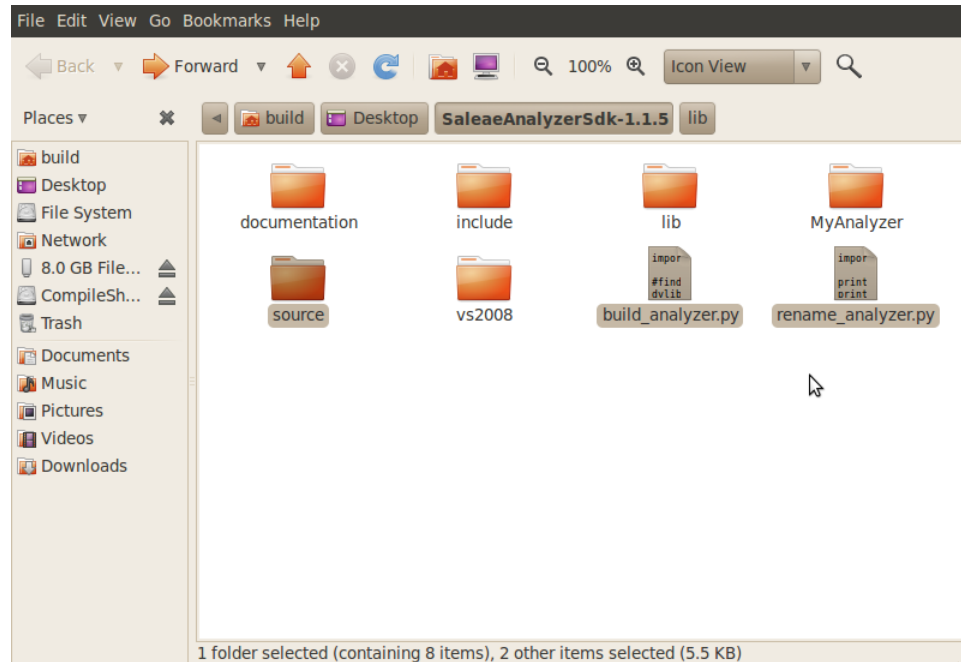 File Edit View Go Bookmarks Help
Back Forward 100% Icon View
Places build Desktop SaleaeAnalyzerSdk-1.1.5 lib
build
Desktop
File System
Network
8.0 GB File...
CompileSh...
Trash
Documents
Music
Pictures
Videos
Downloads
documentation include lib MyAnalyzer
impor
#find
dvlib
impor
print
print
source vs2008 build_analyzer.py rename_analyzer.py
1 folder selected (containing 8 items), 2 other items selected (5.5 KB)